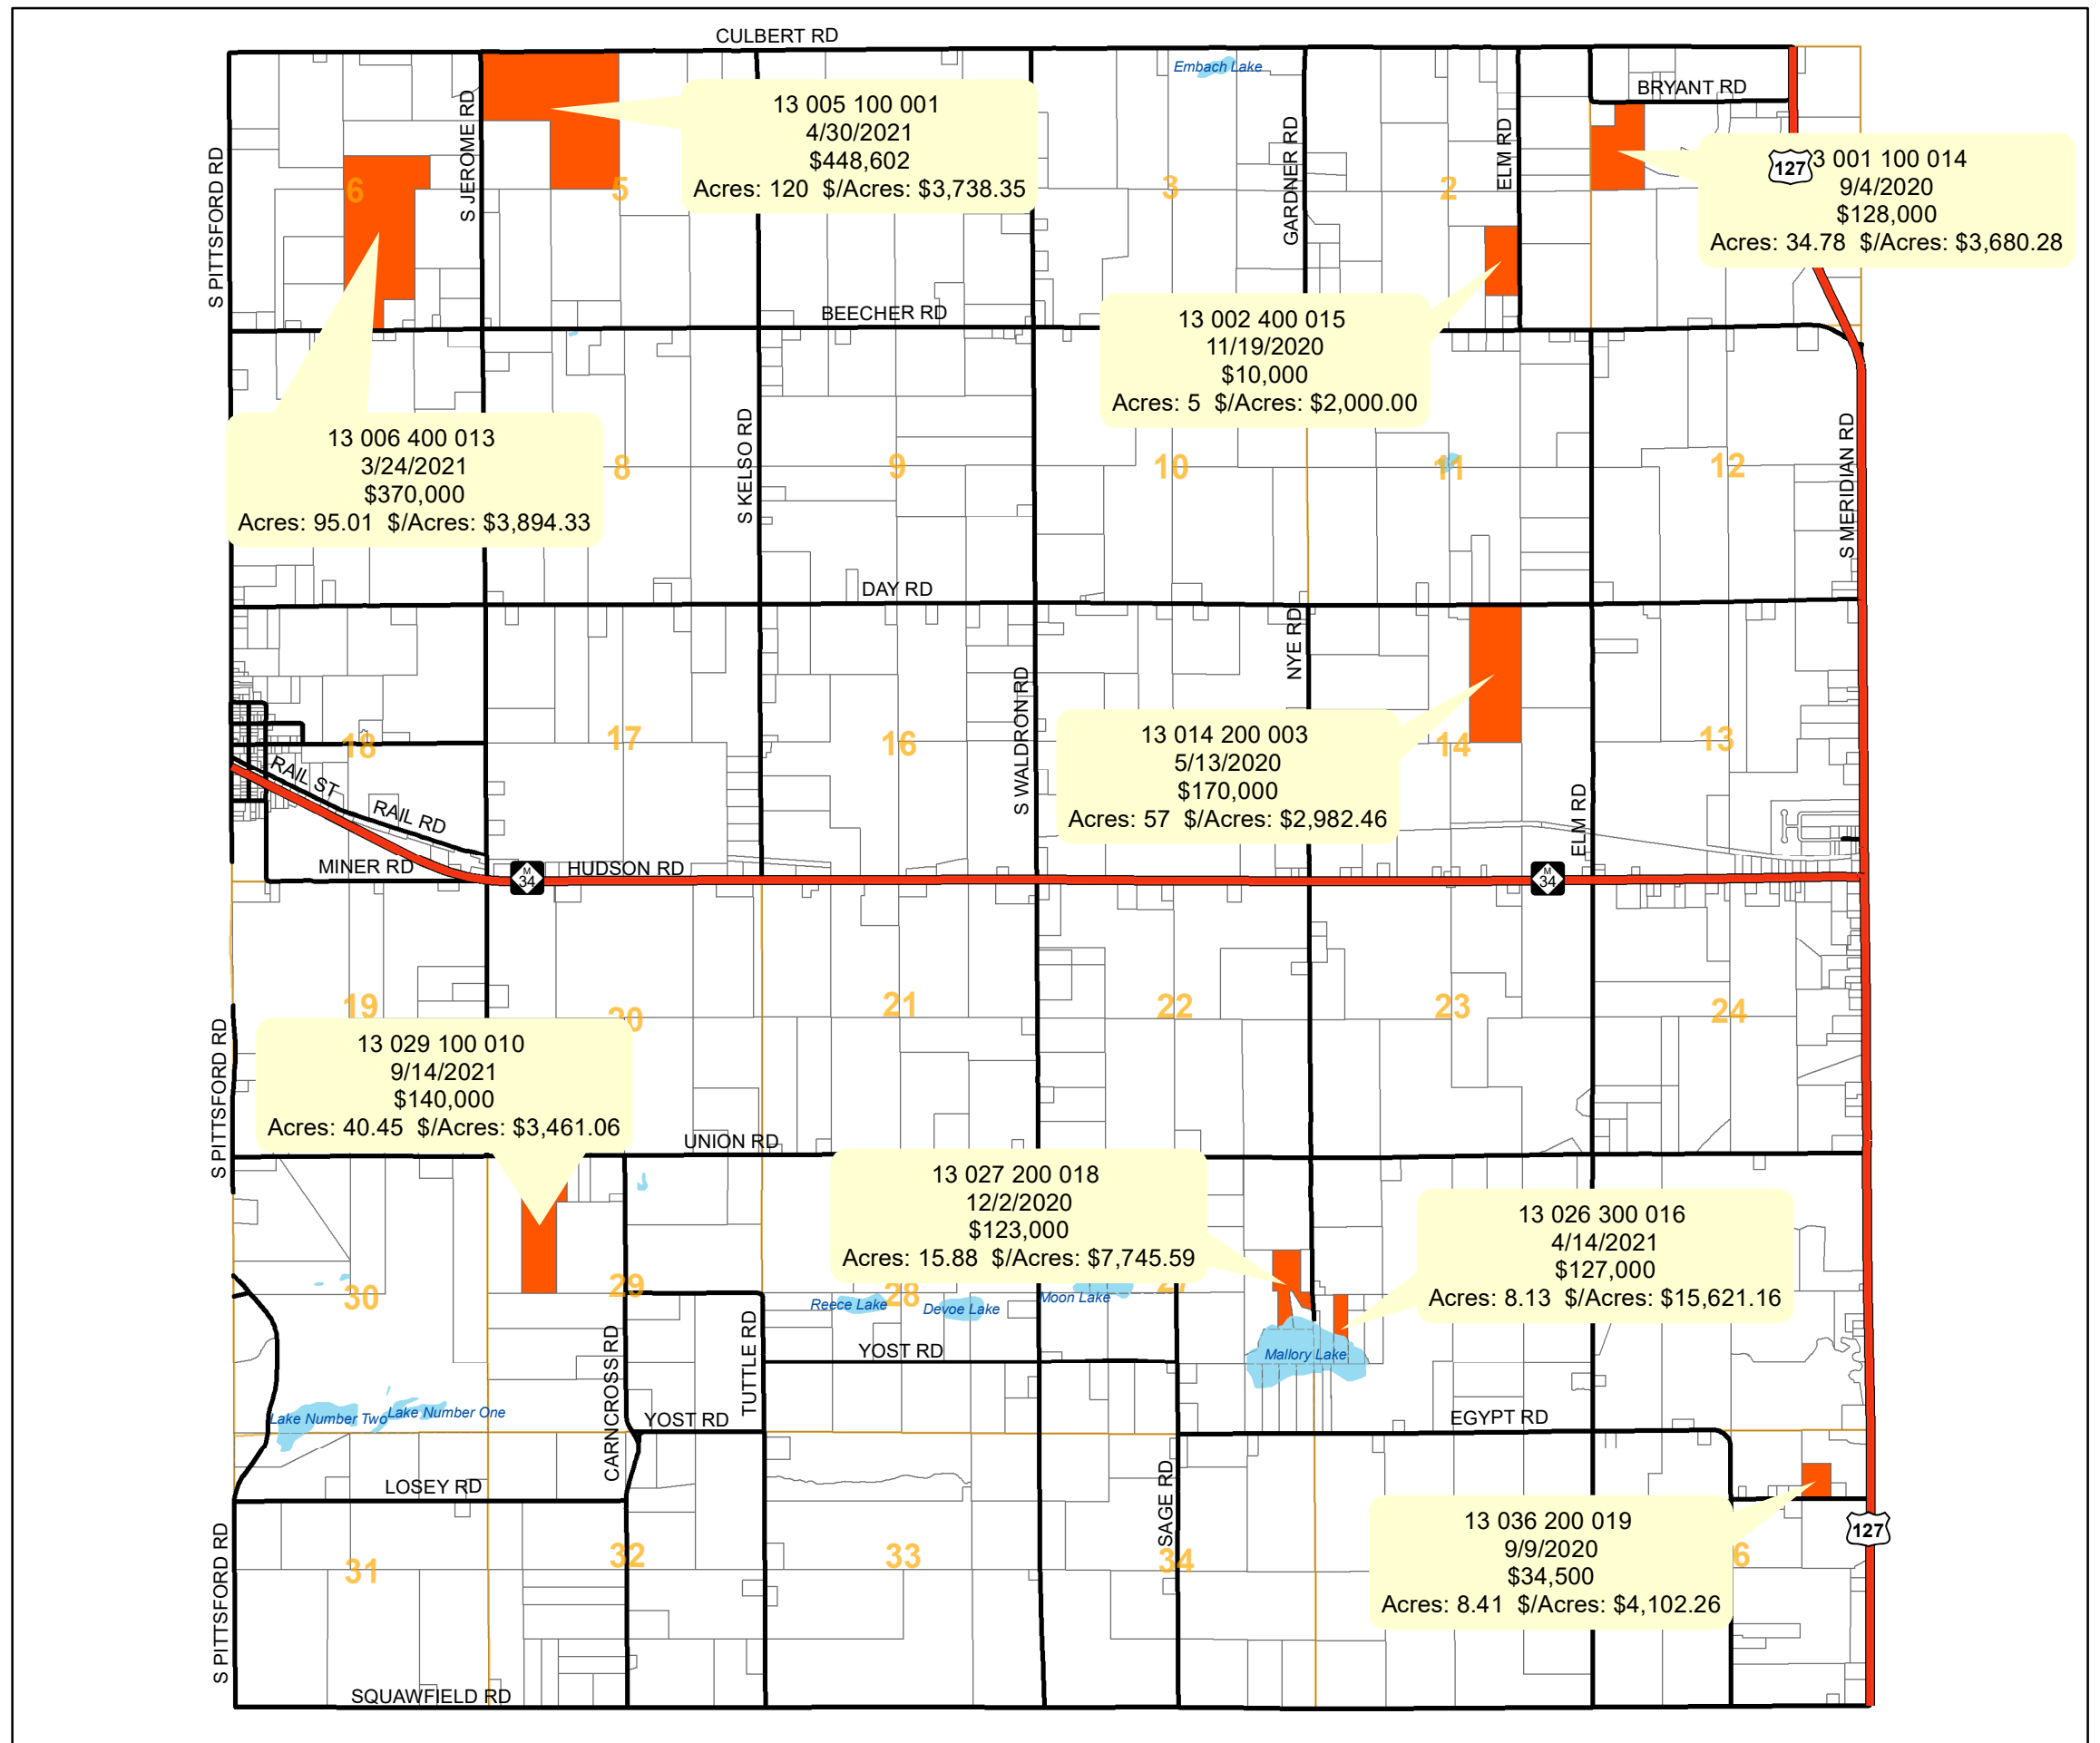 CULBERT RD
Embach Lake
BRYANT RD
S PITTSFORD RD
S JEROME RD
GARDNER RD
ELM RD
13 005 100 001
4/30/2021
$448,602
Acres: 120 $/Acres: $3,738.35
127
3 001 100 014
9/4/2020
$128,000
Acres: 34.78 $/Acres: $3,680.28
6
5
3
2
BEECHER RD
13 002 400 015
11/19/2020
$10,000
Acres: 5 $/Acres: $2,000.00
13 006 400 013
3/24/2021
$370,000
Acres: 95.01 $/Acres: $3,894.33
S KELSO RD
S MERIDIAN RD
8
9
10
11
12
DAY RD
NYE RD
S WALDRON RD
13 014 200 003
5/13/2020
$170,000
Acres: 57 $/Acres: $2,982.46
18
17
16
14
13
RAIL ST
RAIL RD
ELM RD
MINER RD
M
34
HUDSON RD
M
34
19
20
21
22
23
24
S PITTSFORD RD
13 029 100 010
9/14/2021
$140,000
Acres: 40.45 $/Acres: $3,461.06
UNION RD
13 027 200 018
12/2/2020
$123,000
Acres: 15.88 $/Acres: $7,745.59
13 026 300 016
4/14/2021
$127,000
Acres: 8.13 $/Acres: $15,621.16
30
29
28
Reece Lake
Devoe Lake
Moon Lake
Mallory Lake
CARNCROSS RD
TUTTLE RD
YOST RD
Lake Number Two
Lake Number One
YOST RD
EGYPT RD
LOSEY RD
SAGE RD
S PITTSFORD RD
13 036 200 019
9/9/2020
$34,500
Acres: 8.41 $/Acres: $4,102.26
127
31
32
33
34
6
SQUAWFIELD RD